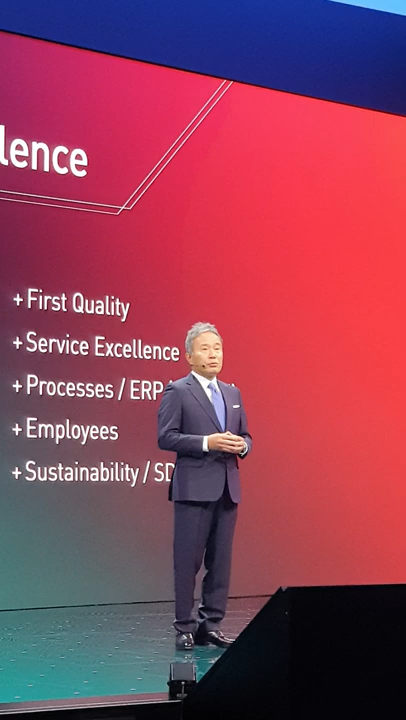 lence
+ First Quality
+ Service Excellence
+ Processes / ERP
+ Employees
+ Sustainability / SD